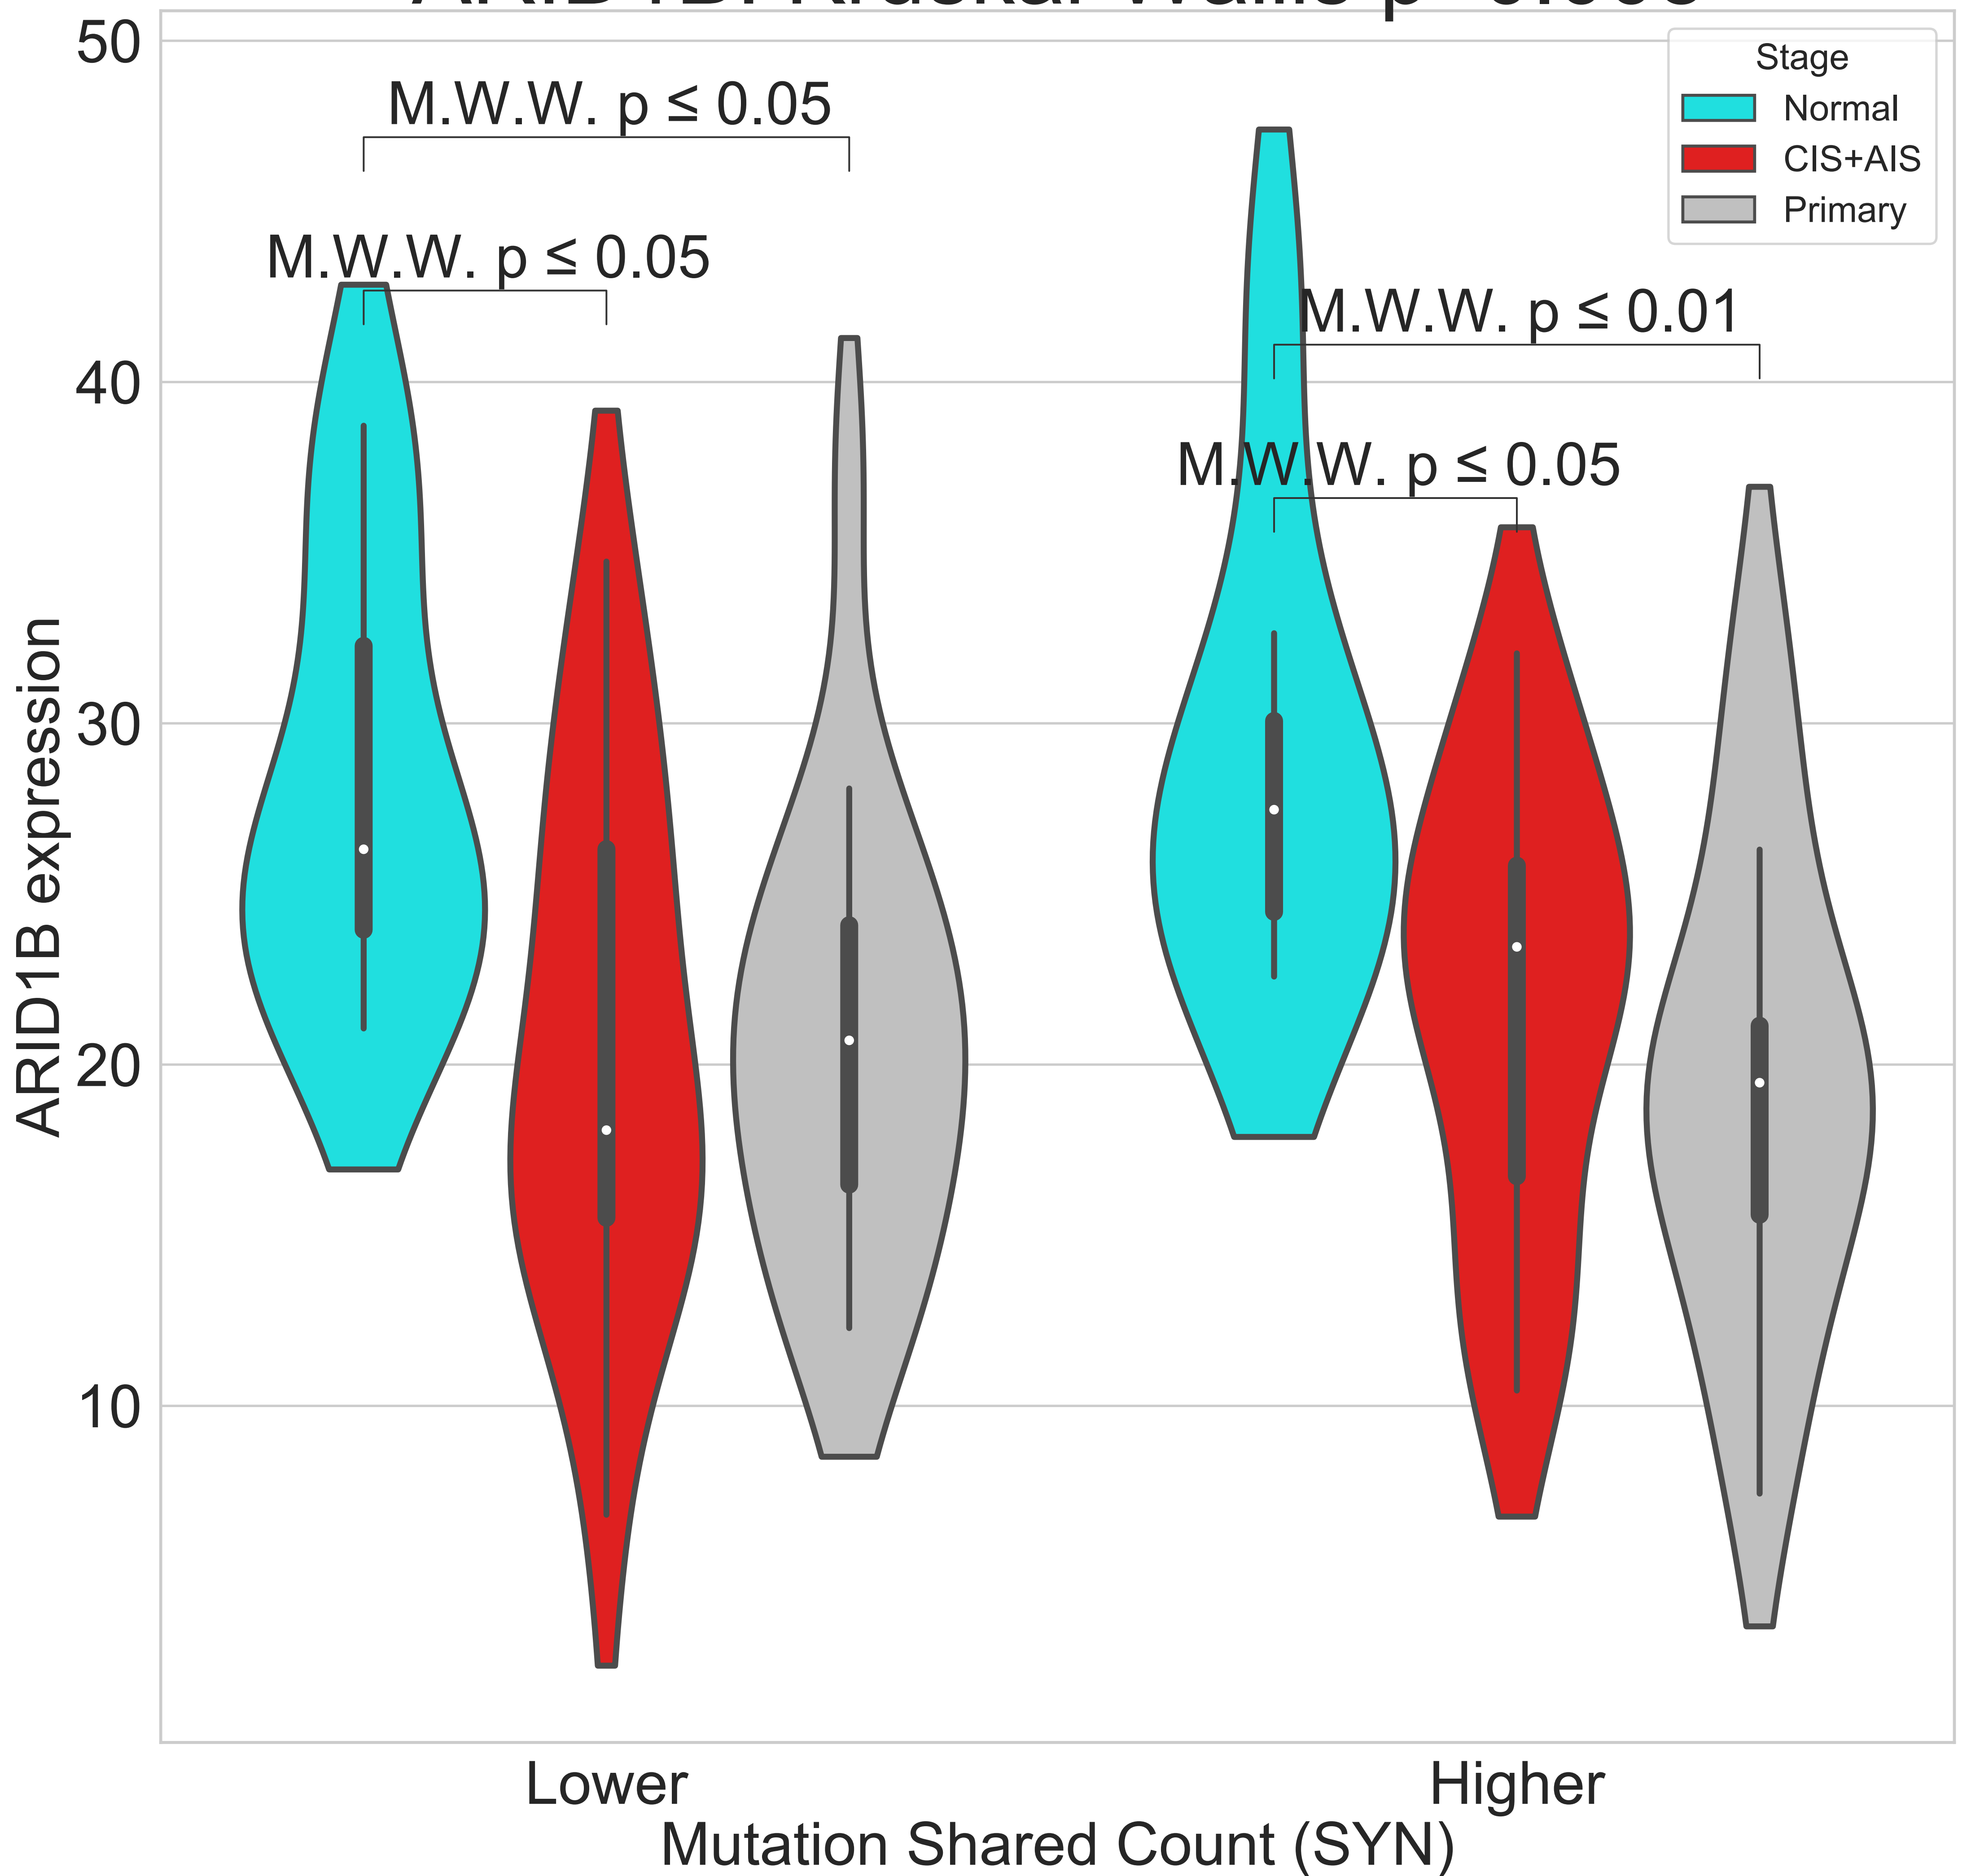 50
M.W.W. p ≤ 0.05
M.W.W. p ≤ 0.05
40
M.W.W. p ≤ 0.01
M.W.W. p ≤ 0.05
30
20
10
ARID1B expression
Stage
Normal
CIS+AIS
Primary
Lower
Higher
Mutation Shared Count (SYN)